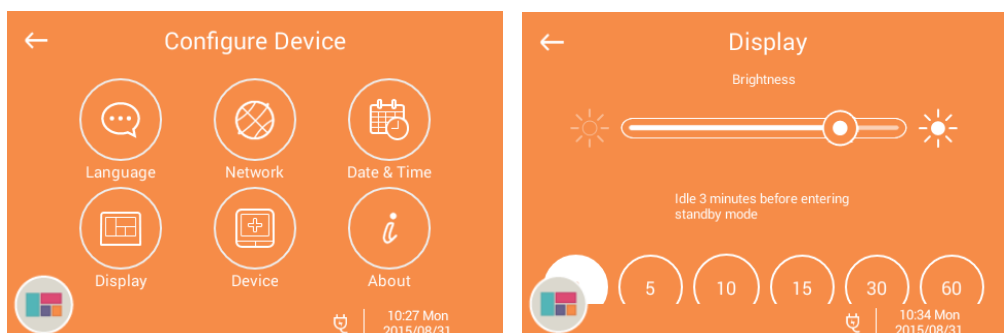 Configure Device
Language
Network
Date & Time
Display
Device
About
10:27 Mon
2015/08/31
Display
Brightness
Idle 3 minutes before entering
standby mode
5
10
15
30
60
10:34 Mon
2015/08/31